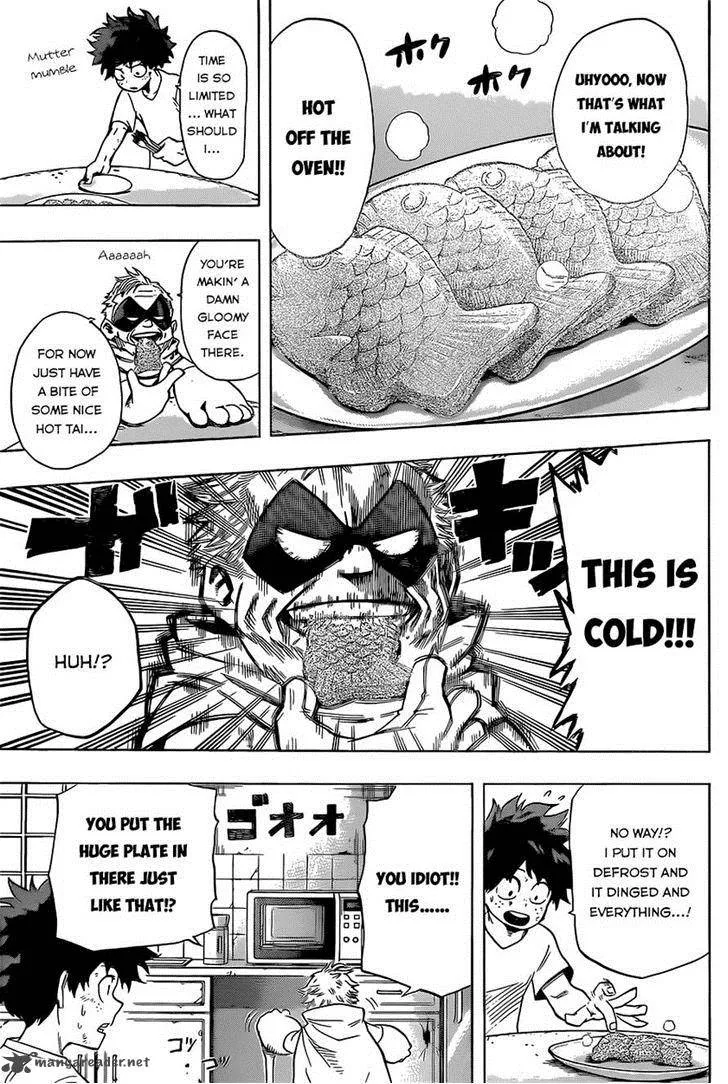 UHYOOO, NOW
THAT'S WHAT
I'M TALKING
ABOUT!
ホク
ホク
HOT
OFF THE
OVEN!!
Mutter
mumble
TIME
IS SO
LIMITED
... WHAT
SHOULD
I...
Aaaaaah
YOU'RE
MAKIN' A
DAMN
GLOOMY
FACE
THERE.
FOR NOW
JUST HAVE
A BITE OF
SOME NICE
HOT TAI...
THIS IS
COLD!!!
HUH!?
NO WAY!?
I PUT IT ON
DEFROST AND
IT DINGED AND
EVERYTHING...!
YOU IDIOT!!
THIS......
ゴオオ
YOU PUT THE
HUGE PLATE IN
THERE JUST
LIKE THAT!?
mangareader.net